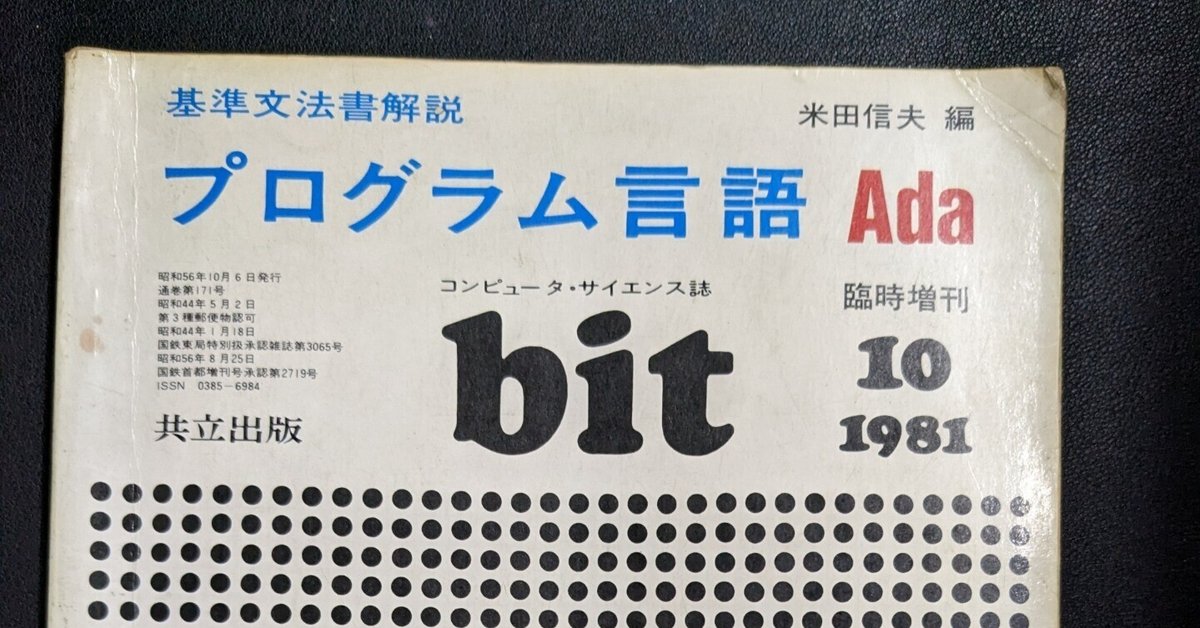 基準文法書解説
米田信夫 編
プログラム言語 Ada
昭和56年10月6日発行
通巻第171号
昭和44年5月2日
第3種郵便物認可
昭和44年1月18日
国鉄東局特別扱承認雑誌第3065号
昭和56年8月25日
国鉄首都増刊号承認第2719号
ISSN 0385-6984
共立出版
コンピュータ・サイエンス誌
bit
臨時増刊
10
1981